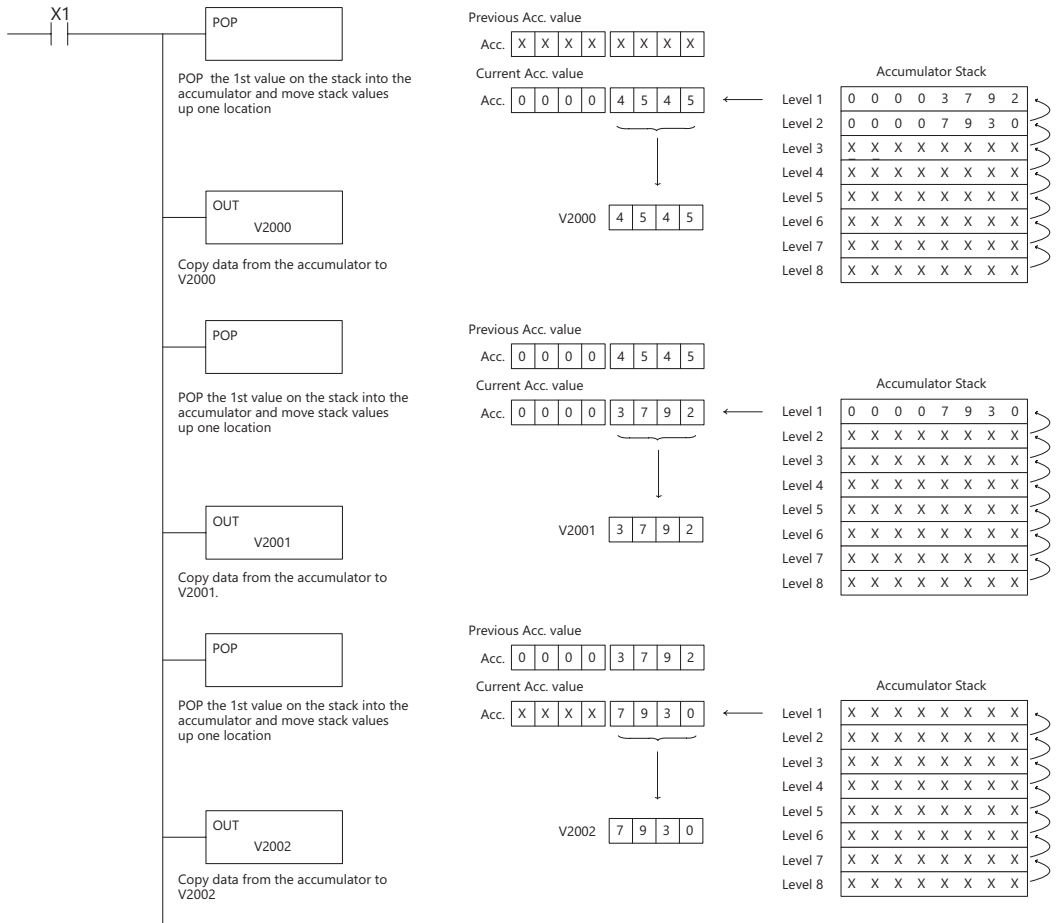 X1
POP
POP  the 1st value on the stack into the
accumulator and move stack values
up one location
Previous Acc. value
Acc. X X X X X X X X
Current Acc. value
Acc. 0 0 0 0 4 5 4 5
Accumulator Stack
Level 1 0 0 0 0 3 7 9 2
Level 2 0 0 0 0 7 9 3 0
Level 3 X X X X X X X X
Level 4 X X X X X X X X
Level 5 X X X X X X X X
Level 6 X X X X X X X X
Level 7 X X X X X X X X
Level 8 X X X X X X X X
OUT
V2000
V2000 4 5 4 5
Copy data from the accumulator to
V2000
POP
POP the 1st value on the stack into the
accumulator and move stack values
up one location
Previous Acc. value
Acc. 0 0 0 0 4 5 4 5
Current Acc. value
Acc. 0 0 0 0 3 7 9 2
Accumulator Stack
Level 1 0 0 0 0 7 9 3 0
Level 2 X X X X X X X X
Level 3 X X X X X X X X
Level 4 X X X X X X X X
Level 5 X X X X X X X X
Level 6 X X X X X X X X
Level 7 X X X X X X X X
Level 8 X X X X X X X X
OUT
V2001
V2001 3 7 9 2
Copy data from the accumulator to
V2001.
POP
POP the 1st value on the stack into the
accumulator and move stack values
up one location
Previous Acc. value
Acc. 0 0 0 0 3 7 9 2
Current Acc. value
Acc. X X X X 7 9 3 0
Accumulator Stack
Level 1 X X X X X X X X
Level 2 X X X X X X X X
Level 3 X X X X X X X X
Level 4 X X X X X X X X
Level 5 X X X X X X X X
Level 6 X X X X X X X X
Level 7 X X X X X X X X
Level 8 X X X X X X X X
OUT
V2002
V2002 7 9 3 0
Copy data from the accumulator to
V2002